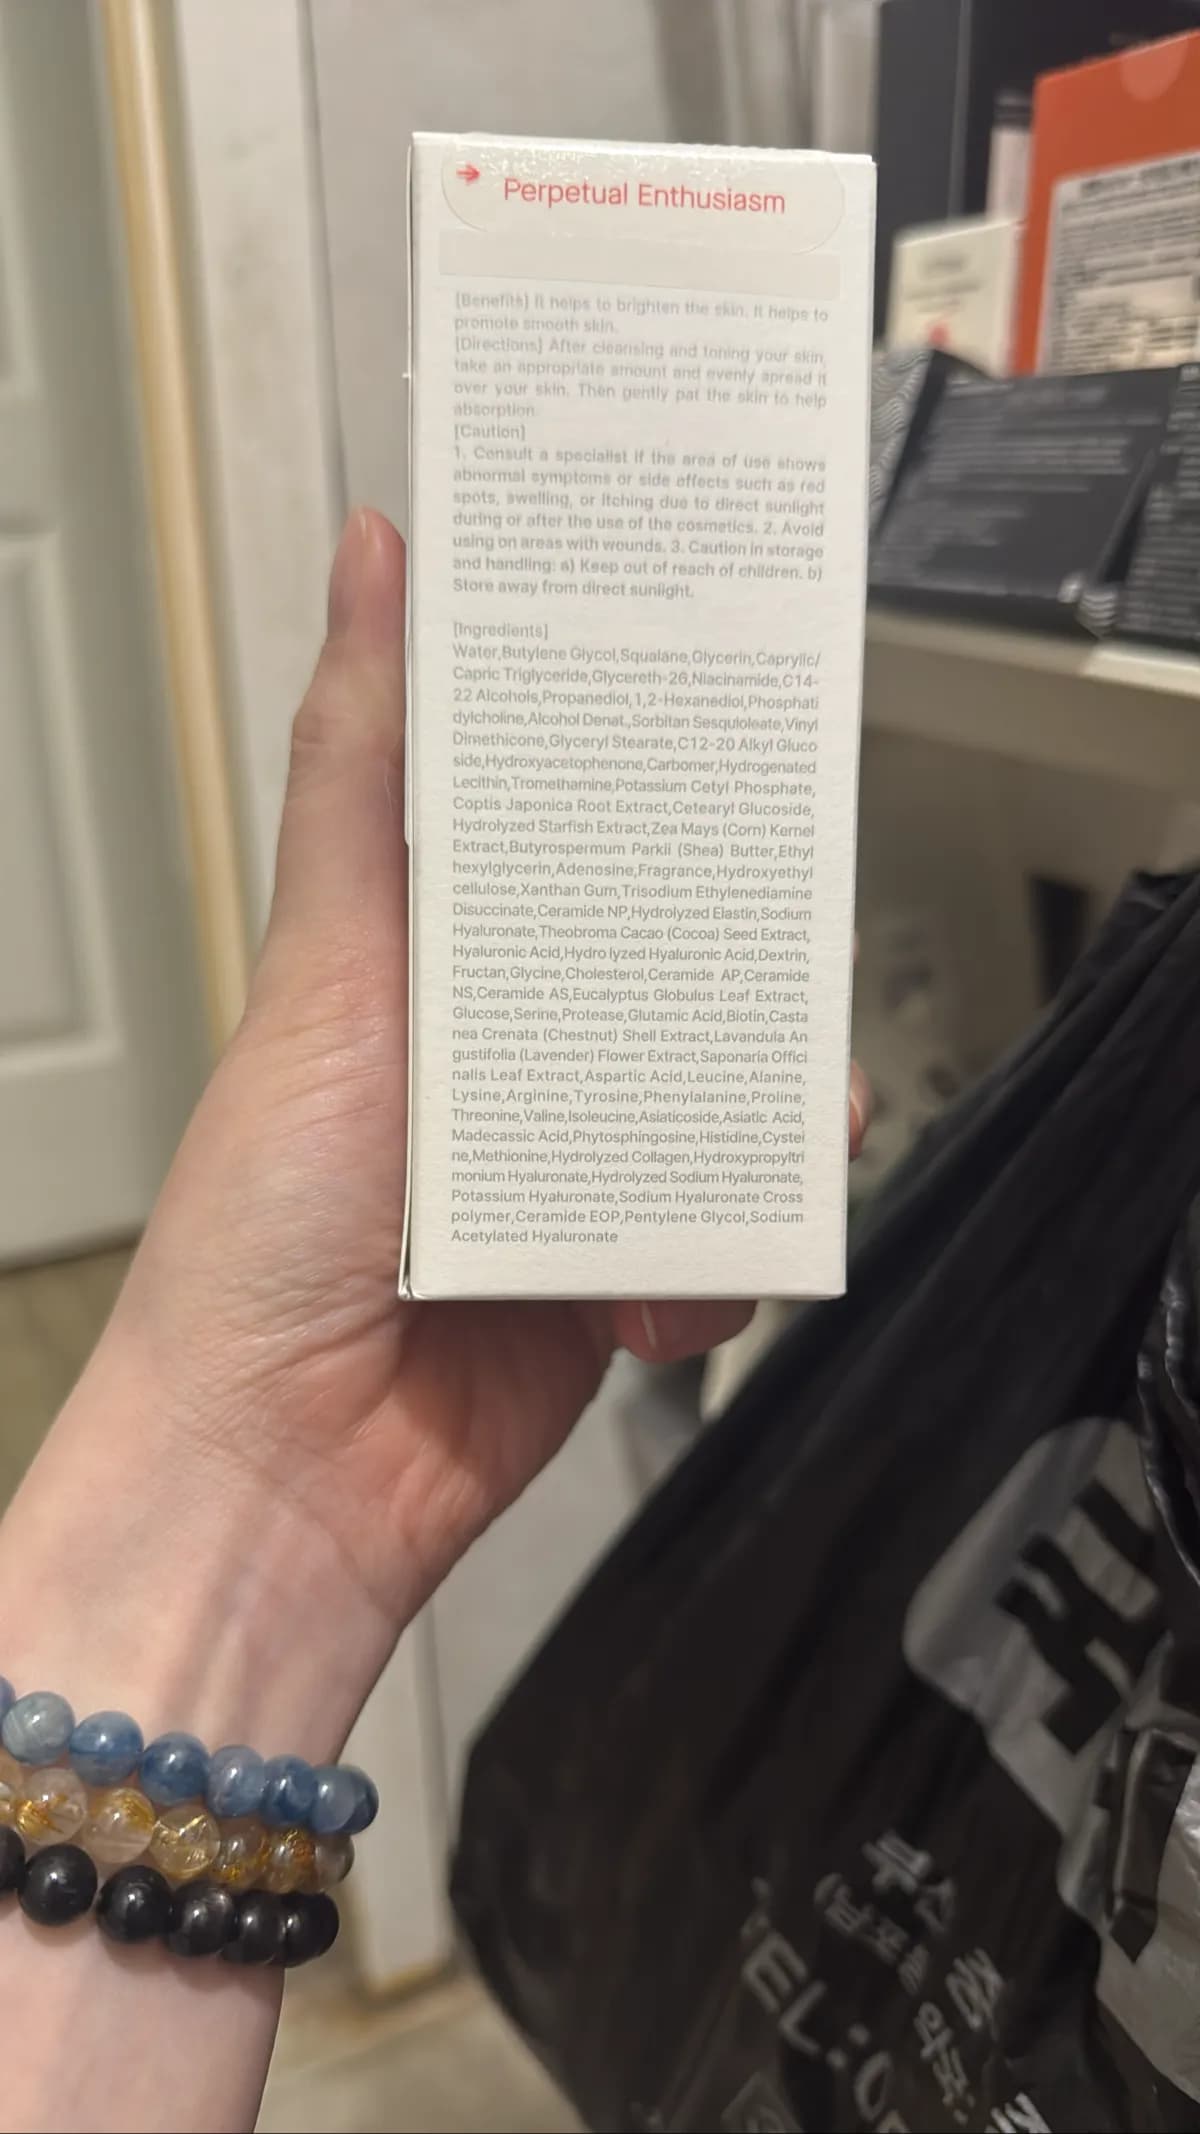 Perpetual Enthusiasm
[Benefits] It helps to brighten the skin. It helps to
promote smooth skin.
[Directions] After cleansing and toning your skin,
take an appropriate amount and evenly spread it
over your skin. Then gently pat the skin to help
absorption.
[Caution]
1. Consult a specialist if the area of use shows
abnormal symptoms or side effects such as red
spots, swelling, or itching due to direct sunlight
during or after the use of the cosmetics. 2. Avoid
using on areas with wounds. 3. Caution in storage
and handling: a) Keep out of reach of children. b)
Store away from direct sunlight.
[Ingredients]
Water,Butylene Glycol,Squalane,Glycerin,Caprylic/
Capric Triglyceride,Glycereth-26,Niacinamide,C14-
22 Alcohols,Propanediol,1,2-Hexanediol,Phosphati
dylcholine,Alcohol Denat.,Sorbitan Sesquioleate,Vinyl
Dimethicone,Glyceryl Stearate,C12-20 Alkyl Gluco
side,Hydroxyacetophenone,Carbomer,Hydrogenated
Lecithin,Tromethamine,Potassium Cetyl Phosphate,
Coptis Japonica Root Extract,Cetearyl Glucoside,
Hydrolyzed Starfish Extract,Zea Mays (Corn) Kernel
Extract,Butyrospermum Parkii (Shea) Butter,Ethyl
hexylglycerin,Adenosine,Fragrance,Hydroxyethyl
cellulose,Xanthan Gum,Trisodium Ethylenediamine
Disuccinate,Ceramide NP,Hydrolyzed Elastin,Sodium
Hyaluronate,Theobroma Cacao (Cocoa) Seed Extract,
Hyaluronic Acid,Hydro lyzed Hyaluronic Acid,Dextrin,
Fructan,Glycine,Cholesterol,Ceramide AP,Ceramide
NS,Ceramide AS,Eucalyptus Globulus Leaf Extract,
Glucose,Serine,Protease,Glutamic Acid,Biotin,Casta
nea Crenata (Chestnut) Shell Extract,Lavandula An
gustifolia (Lavender) Flower Extract,Saponaria Offici
nalis Leaf Extract,Aspartic Acid,Leucine,Alanine,
Lysine,Arginine,Tyrosine,Phenylalanine,Proline,
Threonine,Valine,Isoleucine,Asiaticoside,Asiatic Acid,
Madecassic Acid,Phytosphingosine,Histidine,Cystei
ne,Methionine,Hydrolyzed Collagen,Hydroxypropyltri
monium Hyaluronate,Hydrolyzed Sodium Hyaluronate,
Potassium Hyaluronate,Sodium Hyaluronate Cross
polymer,Ceramide EOP,Pentylene Glycol,Sodium
Acetylated Hyaluronate